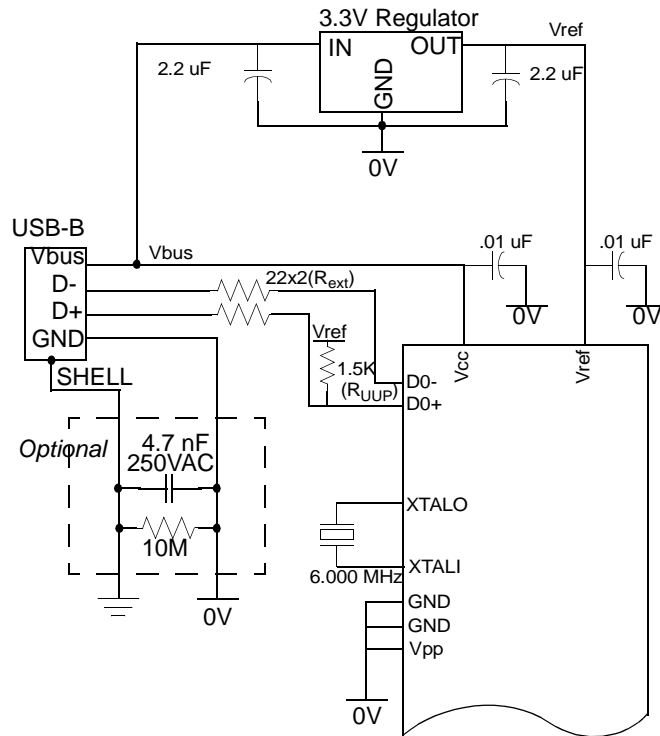 3.3V Regulator
IN
OUT
GND
Vref
2.2 uF
2.2 uF
0V
USB-B
Vbus
D-
D+
GND
Vbus
.01 uF
.01 uF
0V
0V
22x2(Rext)
Vref
1.5K
(RUUP)
Vcc
Vref
D0-
D0+
SHELL
Optional
4.7 nF
250VAC
10M
0V
XTALO
6.000 MHz
XTALI
GND
GND
Vpp
0V